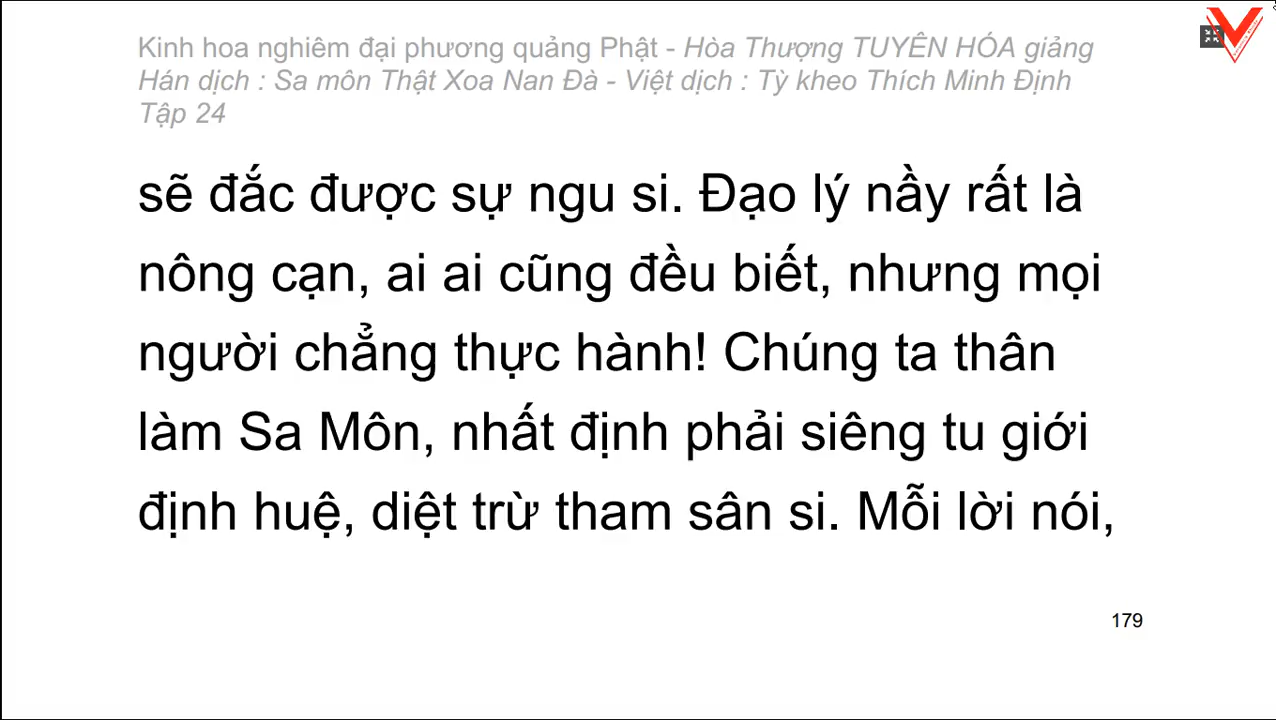 Kinh hoa nghiêm đại phương quảng Phật - Hòa Thượng TUYÊN HÓA giảng
Hán dịch : Sa môn Thật Xoa Nan Đà - Việt dịch : Tỳ kheo Thích Minh Định
Tập 24
sẽ đắc được sự ngu si. Đạo lý nầy rất là
nông cạn, ai ai cũng đều biết, nhưng mọi
người chẳng thực hành! Chúng ta thân
làm Sa Môn, nhất định phải siêng tu giới
định huệ, diệt trừ tham sân si. Mỗi lời nói,
179